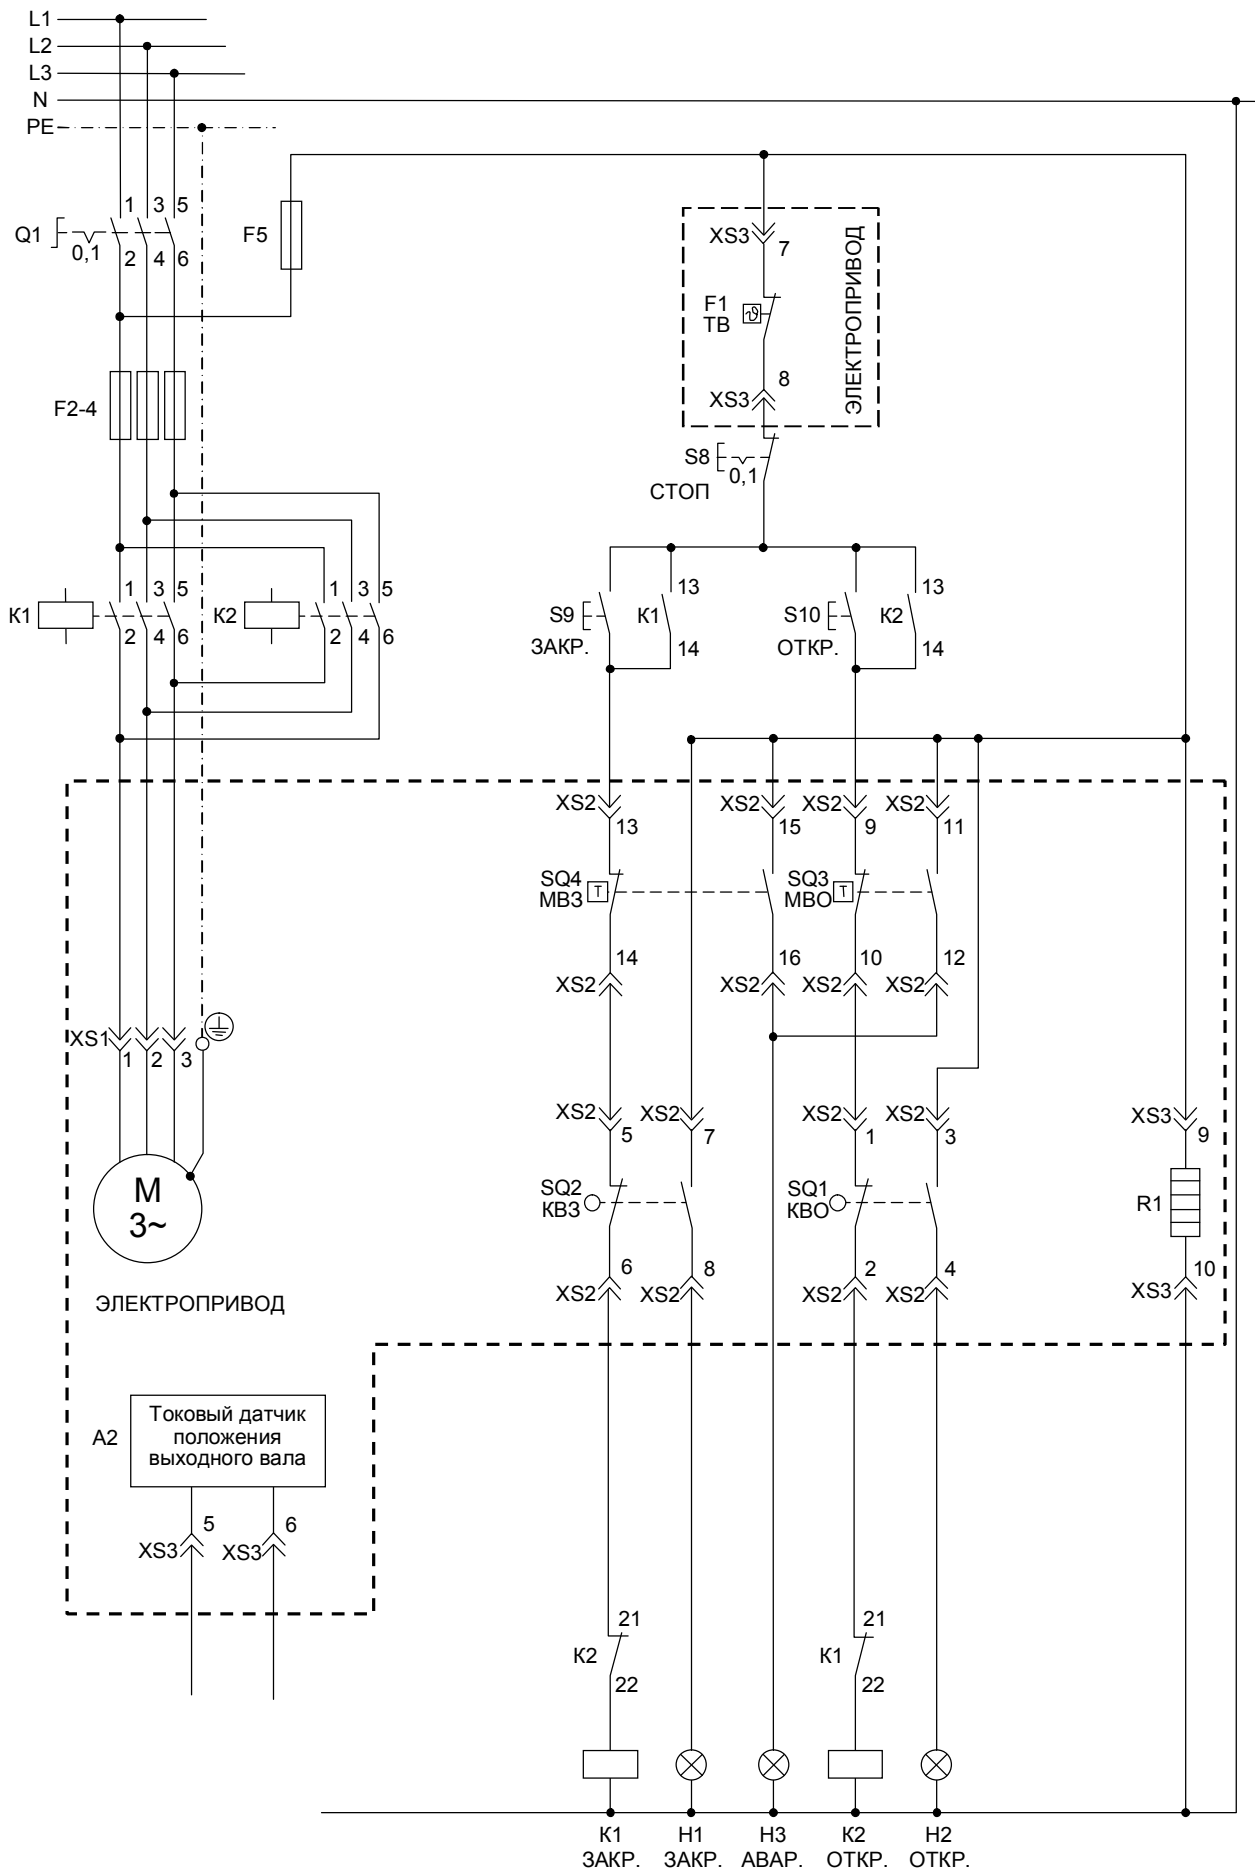 L1
L2
L3
N
PE
Q1
0,1
1 3 5
2 4 6
F5
XS3
7
F1
ТВ
8
XS3
ЭЛЕКТРОПРИВОД
F2-4
S8
0,1
СТОП
K1
1 3 5
2 4 6
K2
1 3 5
2 4 6
S9
ЗАКР.
K1
13
14
S10
ОТКР.
K2
13
14
XS2 XS2 XS2 XS2
13 15 9 11
SQ4
МВЗ
T
SQ3
МВО
T
14 16 10 12
XS2 XS2 XS2 XS2
XS1
1 2 3
XS2 XS2 XS2 XS2 XS3
5 7 1 3 9
M
3~
SQ2
КВЗ
SQ1
КВО
R1
6 8 2 4 10
XS2 XS2 XS2 XS2 XS3
ЭЛЕКТРОПРИВОД
A2
Токовый датчик
положения
выходного вала
5 6
XS3 XS3
21
K2
22
21
K1
22
K1 H1 H3 K2 H2
ЗАКР. ЗАКР. АВАР. ОТКР. ОТКР.